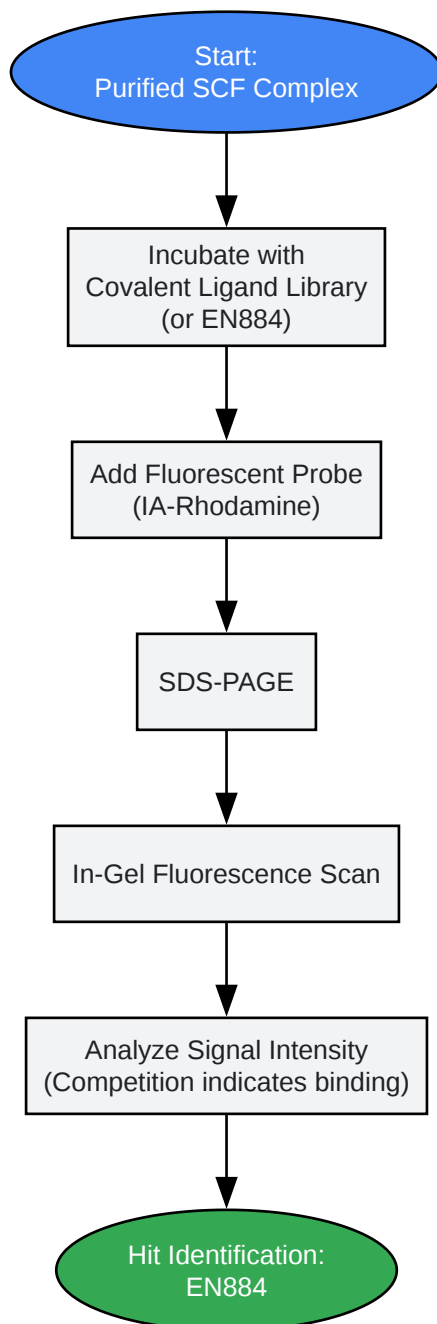 Start:
Purified SCF Complex
Incubate with
Covalent Ligand Library
(or EN884)
Add Fluorescent Probe
(IA-Rhodamine)
SDS-PAGE
In-Gel Fluorescence Scan
Analyze Signal Intensity
(Competition indicates binding)
Hit Identification:
EN884